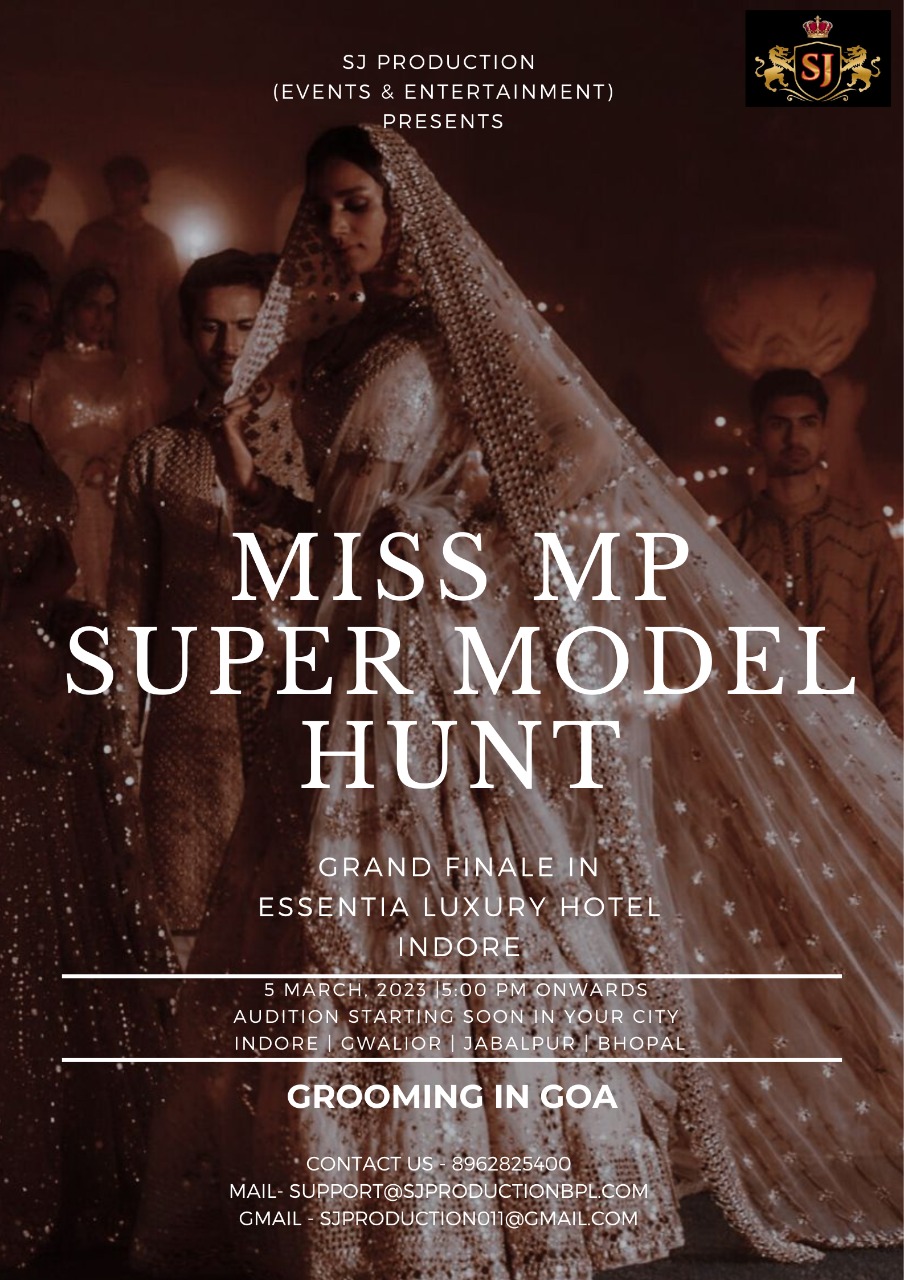 SJ PRODUCTION
(EVENTS & ENTERTAINMENT)
PRESENTS
SJ
MISS MP
SUPER MODEL
HUNT
GRAND FINALE IN
ESSENTIA LUXURY HOTEL
INDORE
5 MARCH, 2023 |5:00 PM ONWARDS
AUDITION STARTING SOON IN YOUR CITY
INDORE | GWALIOR | JABALPUR | BHOPAL
GROOMING IN GOA
CONTACT US - 8962825400
MAIL- SUPPORT@SJPRODUCTIONBPL.COM
GMAIL - SJPRODUCTION011@GMAIL.COM